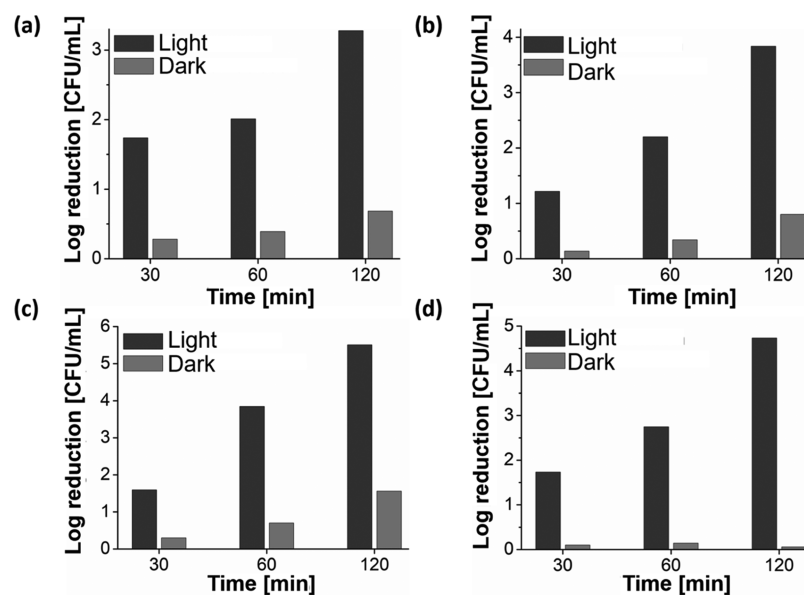 (a)
Log reduction [CFU/mL]
3
2
1
0
Light
Dark
30 60 120
Time [min]
(b)
Log reduction [CFU/mL]
4
3
2
1
0
Light
Dark
30 60 120
Time [min]
(c)
Log reduction [CFU/mL]
6
5
4
3
2
1
0
Light
Dark
30 60 120
Time [min]
(d)
Log reduction [CFU/mL]
5
4
3
2
1
0
Light
Dark
30 60 120
Time [min]